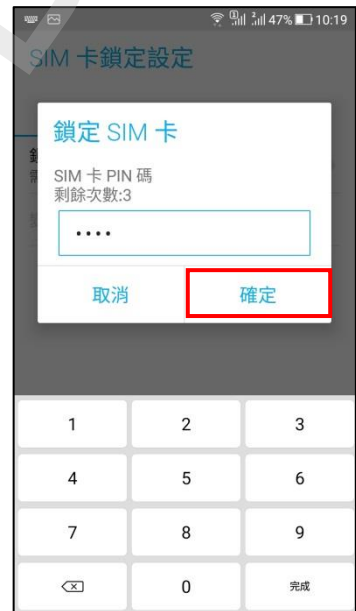 47% 10:19
SIM 卡鎖定設定
鎖定 SIM 卡
SIM 卡 PIN 碼
剩餘次數:3
••••
取消 確定
1 2 3
4 5 6
7 8 9
0 完成